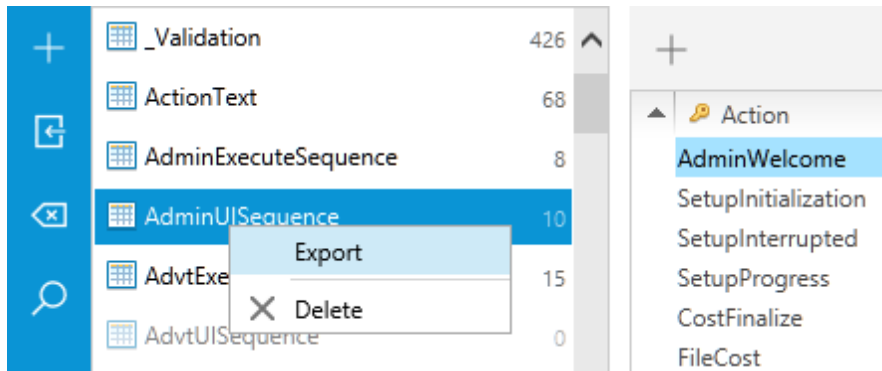 _Validation 426
ActionText 68
AdminExecuteSequence 8
AdminUISequence 10
Export
AdvtExe 15
Delete
AdvtUISequence 0
Action
AdminWelcome
SetupInitialization
SetupInterrupted
SetupProgress
CostFinalize
FileCost